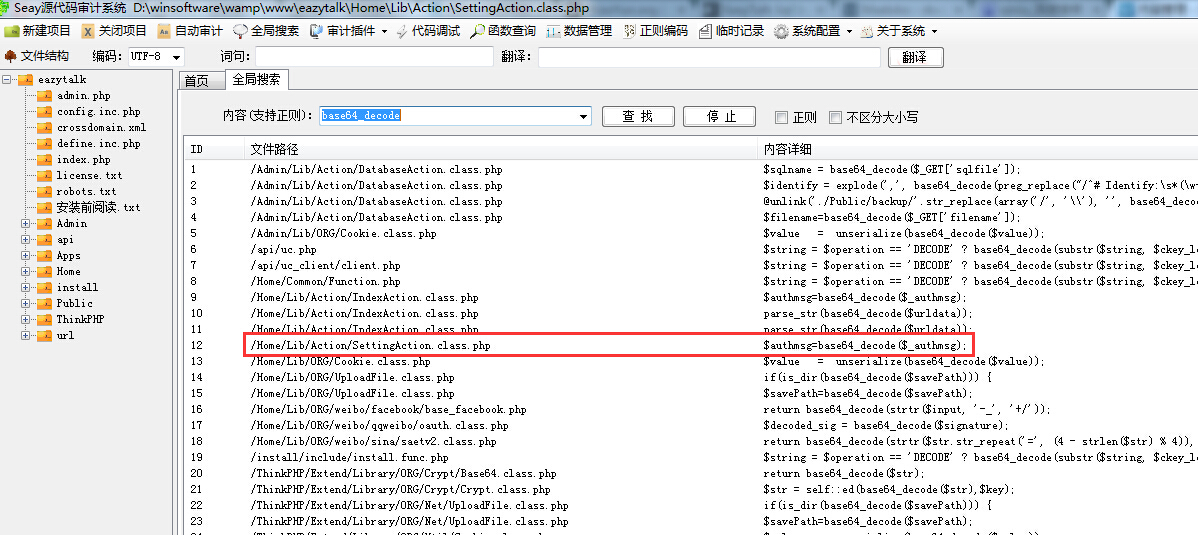 Seay源代码审计系统 D:\winsoftware\wamp\www\eazytalk\Home\Lib\Action\SettingAction.class.php
新建项目 关闭项目 自动审计 全局搜索 审计插件 代码调试 函数查询 数据管理 正则编码 临时记录 系统配置 关于系统
文件结构 编码: UTF-8 词句: 翻译: 翻译
eazytalk
admin.php
config.inc.php
crossdomain.xml
define.inc.php
index.php
license.txt
robots.txt
安装前阅读.txt
Admin
api
Apps
Home
install
Public
ThinkPHP
url
首页 全局搜索
内容(支持正则): base64_decode 查 找 停 止 正则 不区分大小写
ID 文件路径 内容详细
1 /Admin/Lib/Action/DatabaseAction.class.php $sqlname = base64_decode($_GET['sqlfile']);
2 /Admin/Lib/Action/DatabaseAction.class.php $identify = explode(',', base64_decode(preg_replace("/^# Identify:\s*(\w
3 /Admin/Lib/Action/DatabaseAction.class.php @unlink('./Public/backup/'.str_replace(array('/', '\\'), '', base64_deco
4 /Admin/Lib/Action/DatabaseAction.class.php $filename=base64_decode($_GET['filename']);
5 /Admin/Lib/ORG/Cookie.class.php $value = unserialize(base64_decode($value));
6 /api/uc.php $string = $operation == 'DECODE' ? base64_decode(substr($string, $ckey_le
7 /api/uc_client/client.php $string = $operation == 'DECODE' ? base64_decode(substr($string, $ckey_le
8 /Home/Common/Function.php $string = $operation == 'DECODE' ? base64_decode(substr($string, $ckey_le
9 /Home/Lib/Action/IndexAction.class.php $authmsg=base64_decode($_authmsg);
10 /Home/Lib/Action/IndexAction.class.php parse_str(base64_decode($urldata));
11 /Home/Lib/Action/IndexAction.class.php parse_str(base64_decode($urldata));
12 /Home/Lib/Action/SettingAction.class.php $authmsg=base64_decode($_authmsg);
13 /Home/Lib/ORG/Cookie.class.php $value = unserialize(base64_decode($value));
14 /Home/Lib/ORG/UploadFile.class.php if(is_dir(base64_decode($savePath))) {
15 /Home/Lib/ORG/UploadFile.class.php $savePath=base64_decode($savePath);
16 /Home/Lib/ORG/weibo/facebook/base_facebook.php return base64_decode(strtr($input, '-_', '+/'));
17 /Home/Lib/ORG/weibo/qqweibo/oauth.class.php $decoded_sig = base64_decode($signature);
18 /Home/Lib/ORG/weibo/sina/saetv2.class.php return base64_decode(strtr($str.str_repeat('=', (4 - strlen($str) % 4)),
19 /install/include/install.func.php $string = $operation == 'DECODE' ? base64_decode(substr($string, $ckey_le
20 /ThinkPHP/Extend/Library/ORG/Crypt/Base64.class.php return base64_decode($str);
21 /ThinkPHP/Extend/Library/ORG/Crypt/Crypt.class.php $str = self::ed(base64_decode($str),$key);
22 /ThinkPHP/Extend/Library/ORG/Net/UploadFile.class.php if(is_dir(base64_decode($savePath))) {
23 /ThinkPHP/Extend/Library/ORG/Net/UploadFile.class.php $savePath=base64_decode($savePath);